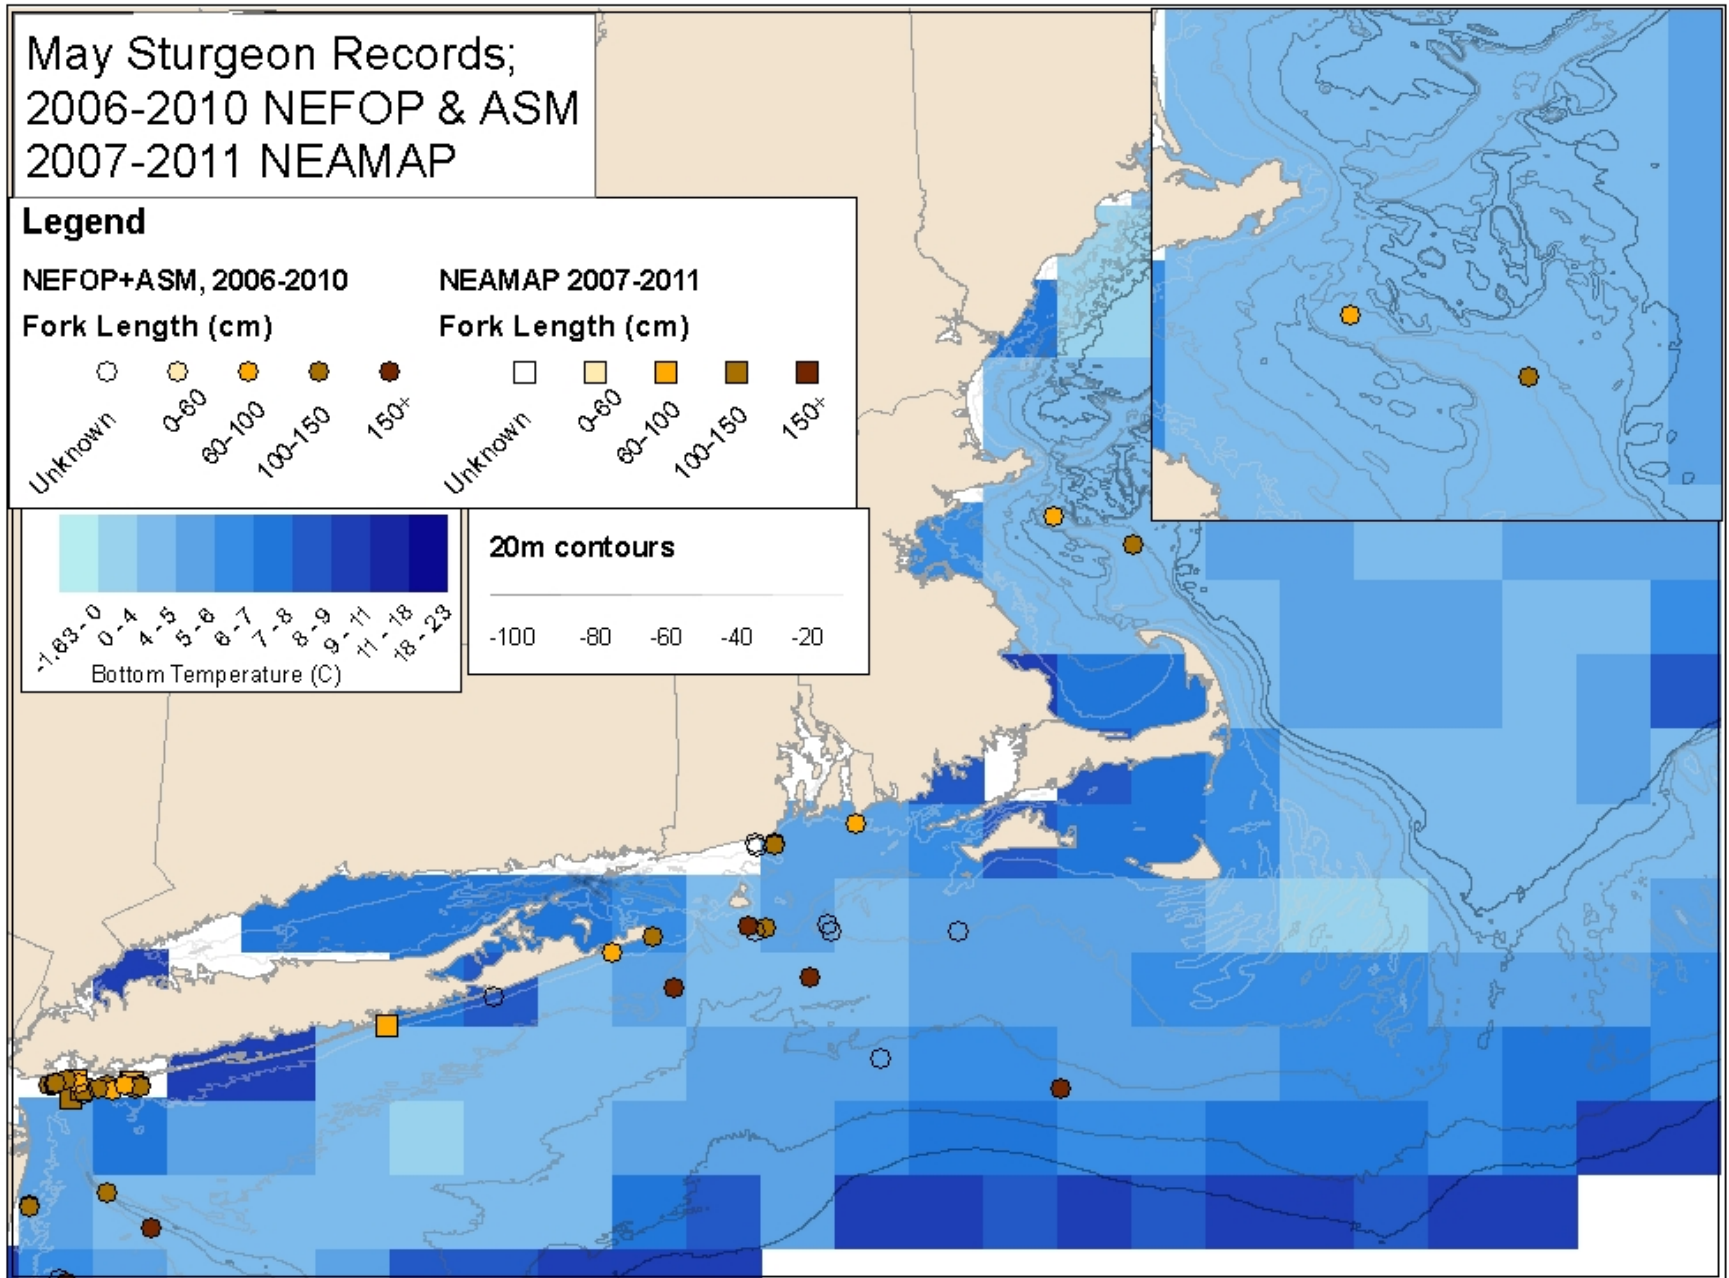 May Sturgeon Records;
2006-2010 NEFOP & ASM
2007-2011 NEAMAP
Legend
NEFOP+ASM, 2006-2010
Fork Length (cm)
Unknown
0-60
60-100
100-150
150+
NEAMAP 2007-2011
Fork Length (cm)
Unknown
0-60
60-100
100-150
150+
-1.63 - 0
0 - 4
4 - 5
5 - 6
6 - 7
7 - 8
8 - 9
9 - 11
11 - 18
18 - 23
Bottom Temperature (C)
20m contours
-100 -80 -60 -40 -20